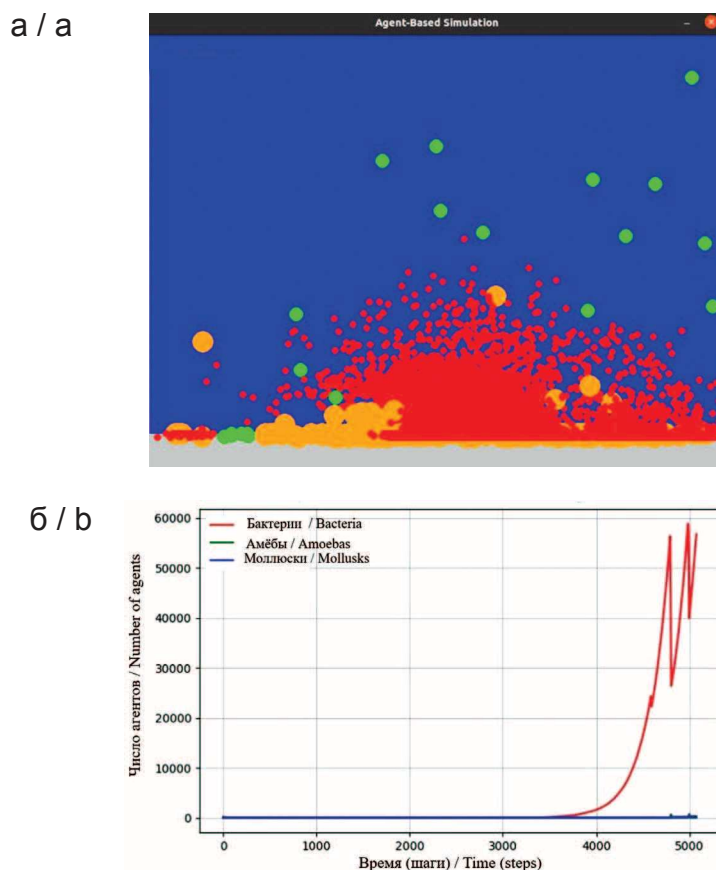 а / a
Agent-Based Simulation
б / b
Бактерии / Bacteria
Амёбы / Amoebas
Моллюски / Mollusks
Число агентов / Number of agents
60000
50000
40000
30000
20000
10000
0
0 1000 2000 3000 4000 5000
Время (шаги) / Time (steps)